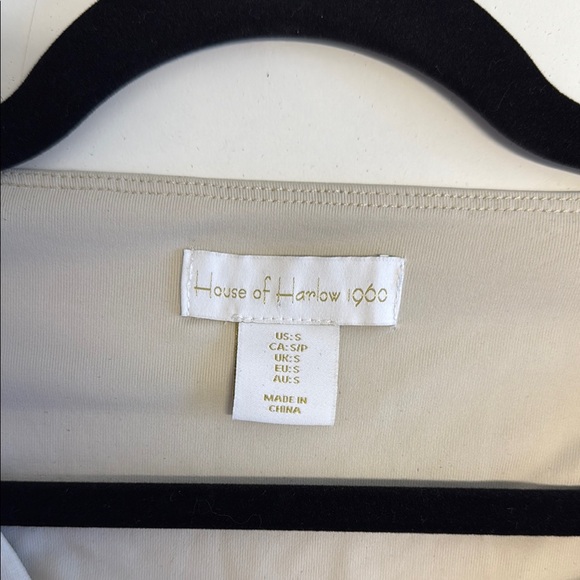 House of Harlow 1960
US:S
CA:S/P
UK:S
EU:S
AU:S
MADE IN
CHINA